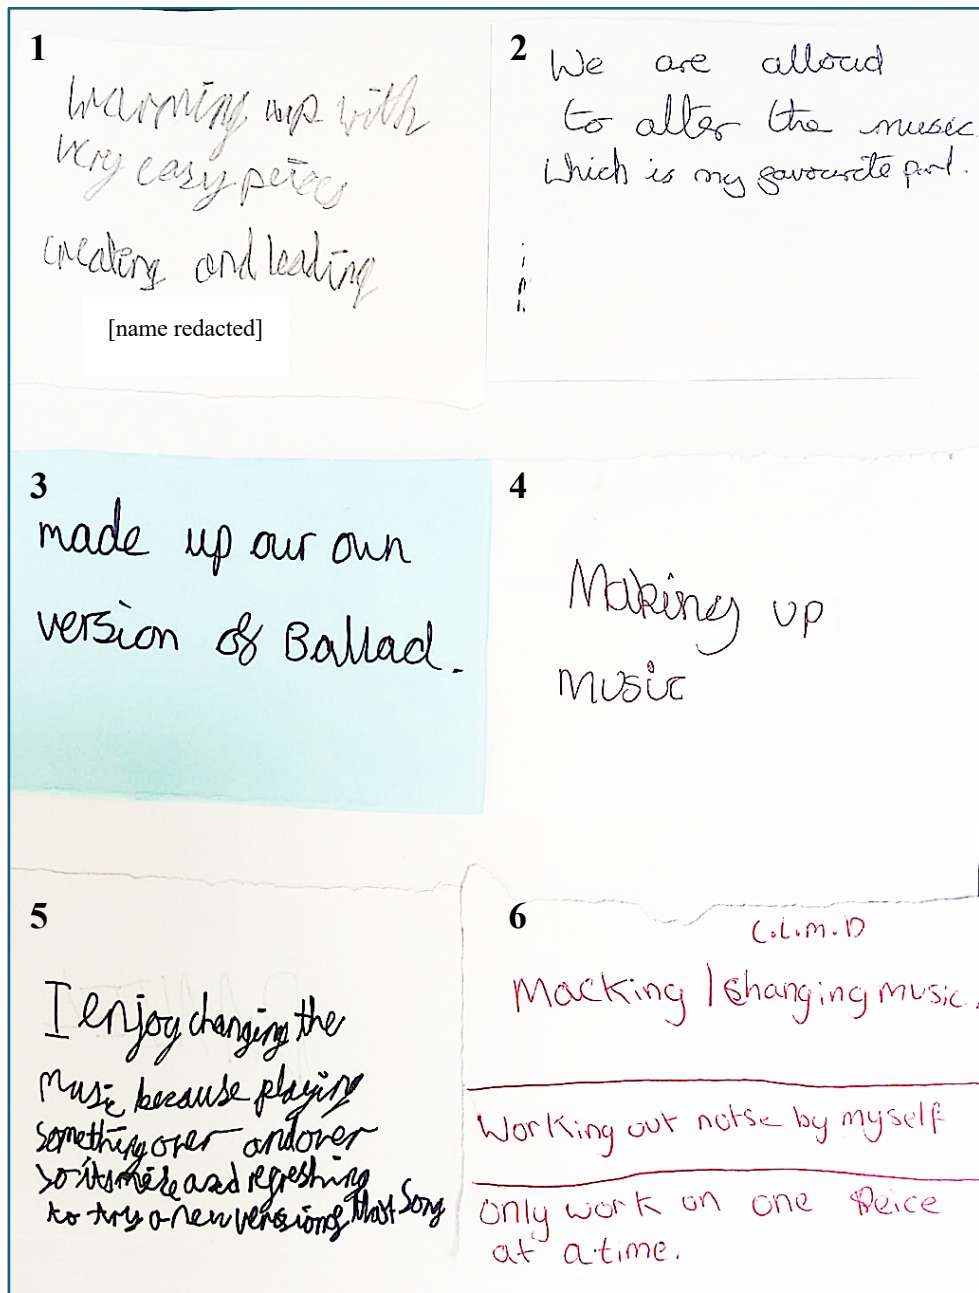 1
Warming up with
very easy peices
creating and leading
[name redacted]
2
We are alloud
to alter the music
which is my favourite part.
3
made up our own
version of Ballad.
4
Making up
music
5
I enjoy changing the
music because playing
something over and over
so its nice and refreshing
to try a new version of that song
6
C.L.M.D
Macking / changing music.
Working out notse by myself
only work on one Peice
at a time.